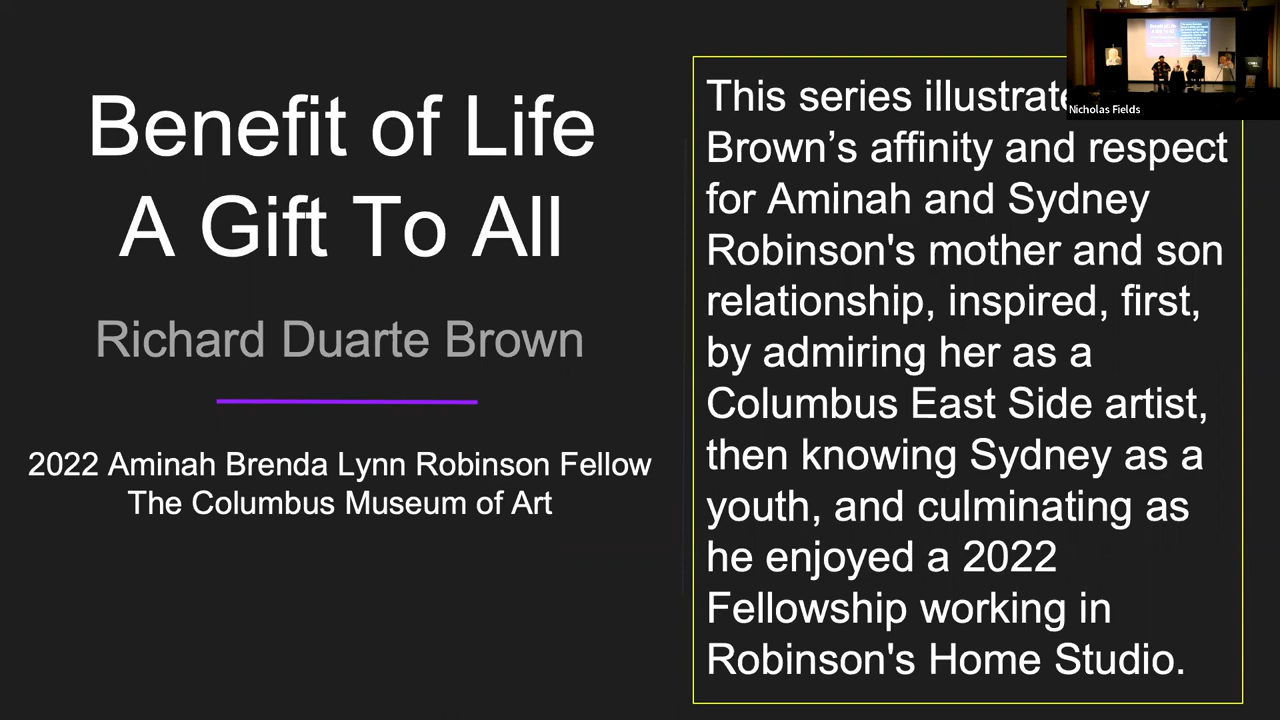 Benefit of Life
A Gift To All
Richard Duarte Brown
2022 Aminah Brenda Lynn Robinson Fellow
The Columbus Museum of Art
This series illustrate
Brown’s affinity and respect
for Aminah and Sydney
Robinson's mother and son
relationship, inspired, first,
by admiring her as a
Columbus East Side artist,
then knowing Sydney as a
youth, and culminating as
he enjoyed a 2022
Fellowship working in
Robinson's Home Studio.
Nicholas Fields